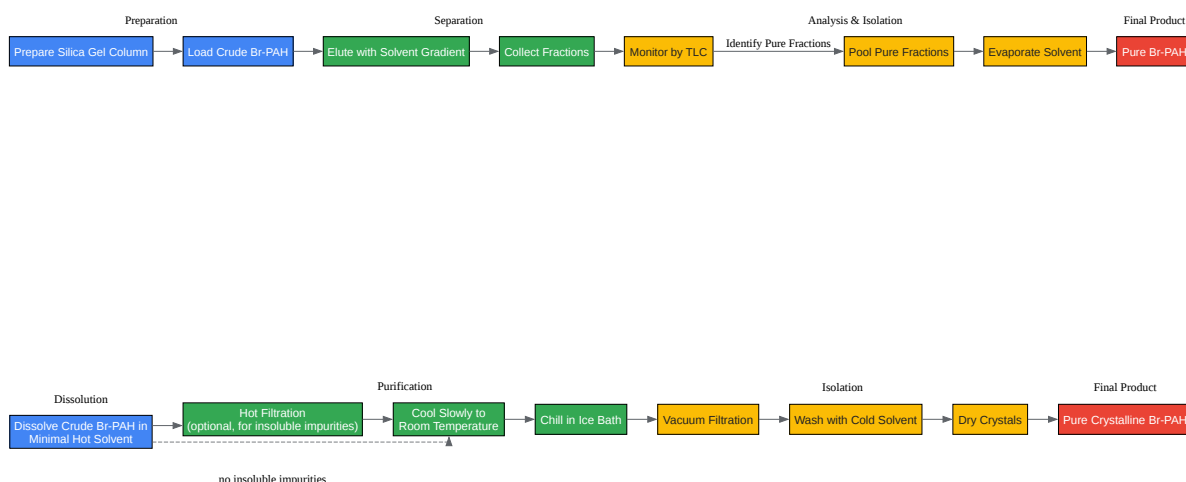 Preparation
Separation
Analysis & Isolation
Final Product
Prepare Silica Gel Column
Load Crude Br-PAH
Elute with Solvent Gradient
Collect Fractions
Monitor by TLC
Identify Pure Fractions
Pool Pure Fractions
Evaporate Solvent
Pure Br-PAH
Dissolution
Purification
Isolation
Final Product
Dissolve Crude Br-PAH in
Minimal Hot Solvent
Hot Filtration
(optional, for insoluble impurities)
Cool Slowly to
Room Temperature
Chill in Ice Bath
Vacuum Filtration
Wash with Cold Solvent
Dry Crystals
Pure Crystalline Br-PAH
no insoluble impurities